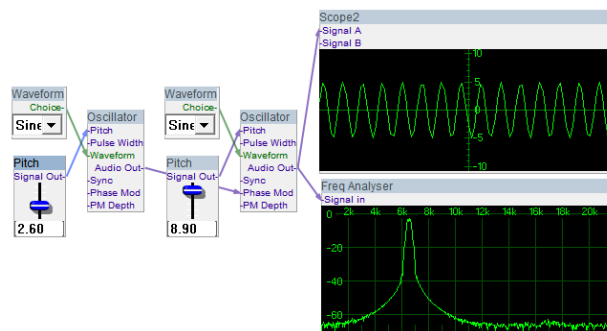 Scope2
-Signal A
-Signal B
10
5
-5
-10
Waveform
Choice-
Sine
Waveform
Choice-
Sine
Oscillator
-Pitch
-Pulse Width
-Waveform
Audio Out-
-Sync
-Phase Mod
-PM Depth
Oscillator
-Pitch
-Pulse Width
-Waveform
Audio Out-
-Sync
-Phase Mod
-PM Depth
Pitch
Signal Out-
2.60
Pitch
Signal Out-
8.90
Freq Analyser
-Signal in
0 2k 4k 6k 8k 10k 12k 14k 16k 18k 20k
-20
-40
-60